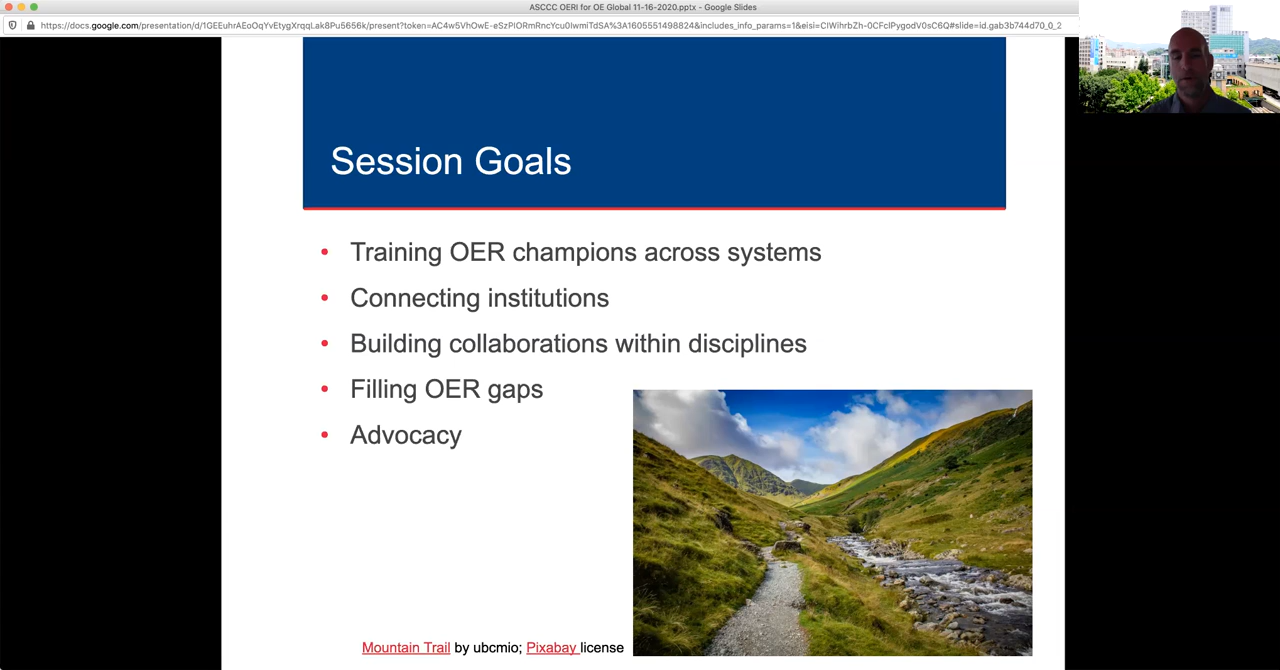 ASCCC OERI for OE Global 11-16-2020.pptx - Google Slides
Session Goals
• Training OER champions across systems
• Connecting institutions
• Building collaborations within disciplines
• Filling OER gaps
• Advocacy
Mountain Trail by ubcmio; Pixabay license